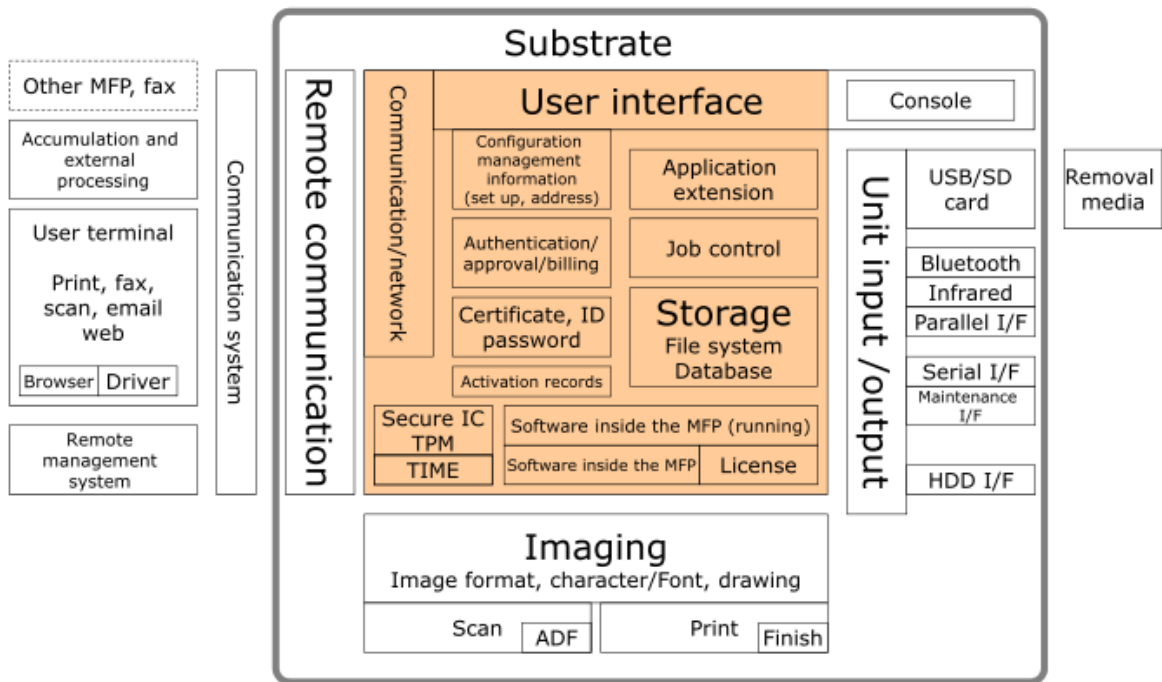 Substrate
Other MFP, fax
Accumulation and
external
processing
User terminal
Print, fax,
scan, email
web
Browser
Driver
Remote
management
system
Communication system
Remote communication
Communication/network
User interface
Console
Configuration
management
information
(set up, address)
Application
extension
Authentication/
approval/billing
Job control
Certificate, ID
password
Storage
File system
Database
Activation records
Secure IC
TPM
TIME
Software inside the MFP (running)
Software inside the MFP
License
Unit input /output
USB/SD
card
Bluetooth
Infrared
Parallel I/F
Serial I/F
Maintenance
I/F
HDD I/F
Removal
media
Imaging
Image format, character/Font, drawing
Scan
ADF
Print
Finish